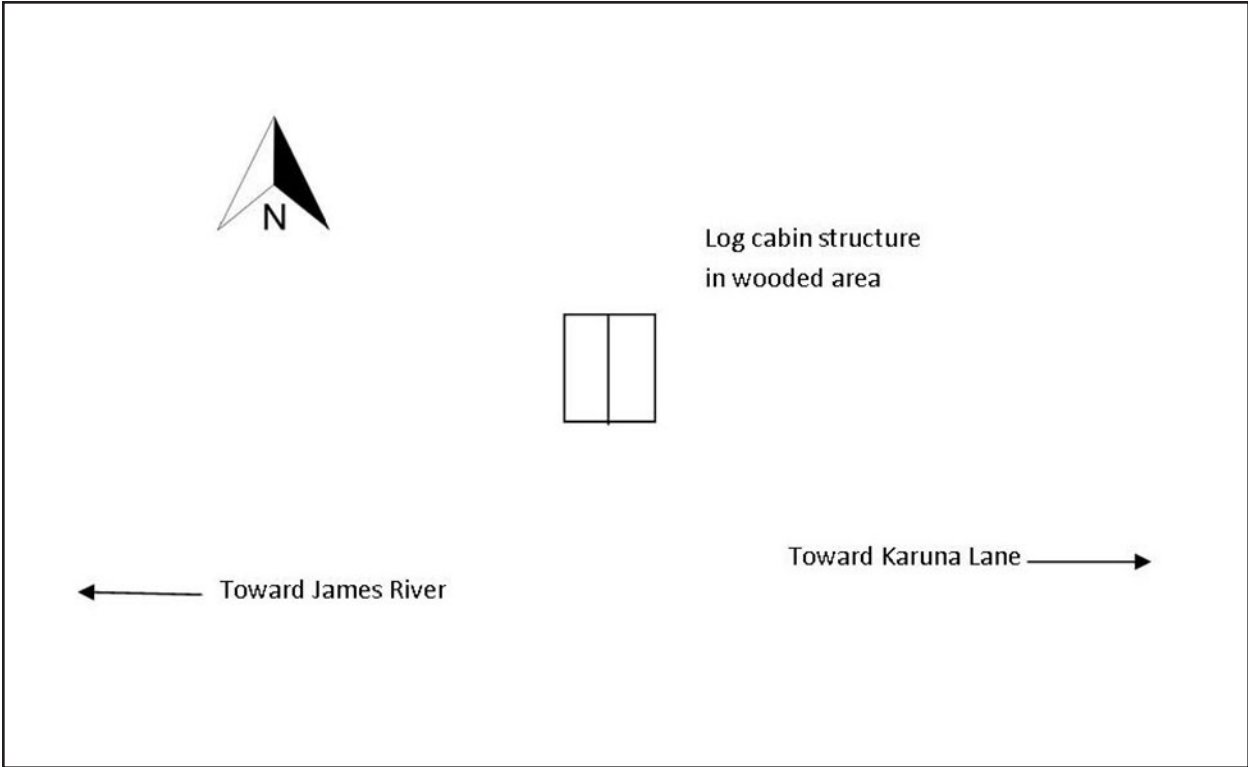 N
Log cabin structure
in wooded area
Toward Karuna Lane
Toward James River